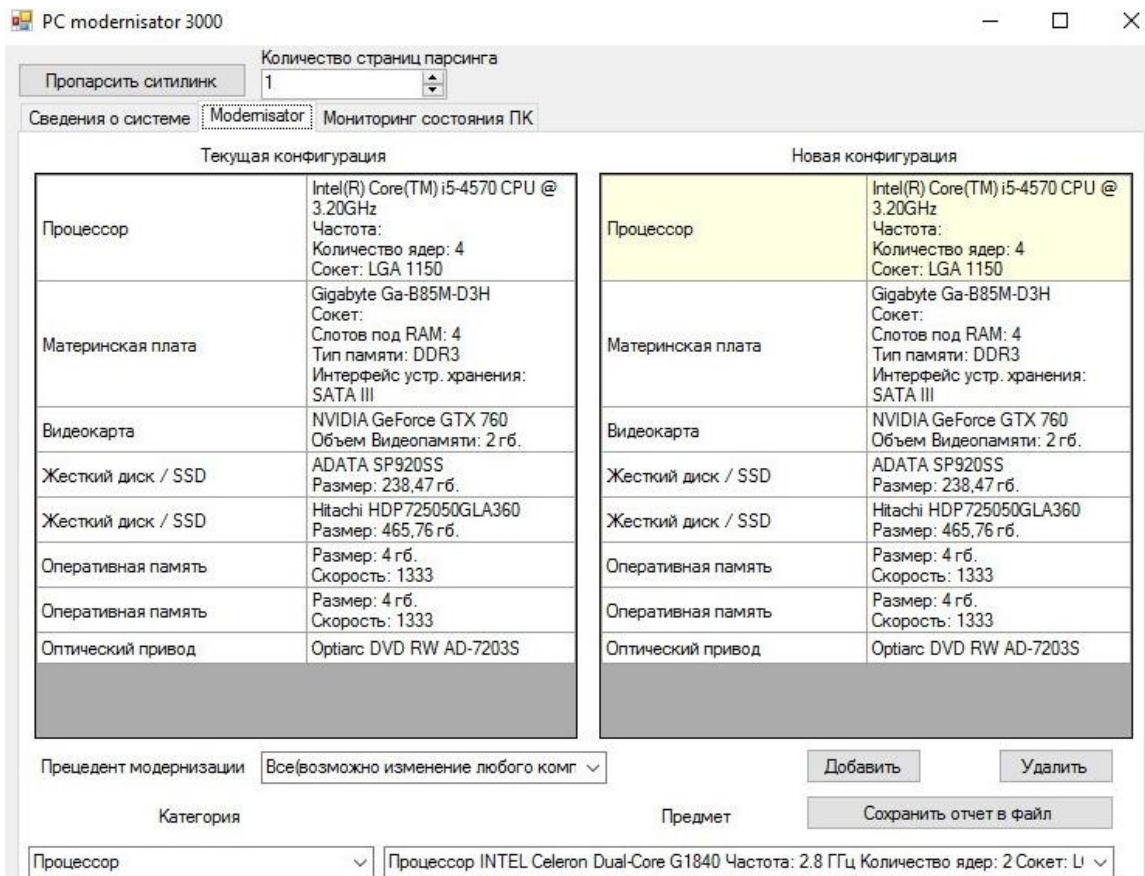 PC modernisator 3000
Количество страниц парсинга
Пропарсить ситилинк
1
Сведения о системе
Modernisator
Мониторинг состояния ПК
Текущая конфигурация
Процессор
Intel(R) Core(TM) i5-4570 CPU @
3.20GHz
Частота:
Количество ядер: 4
Сокет: LGA 1150
Материнская плата
Gigabyte Ga-B85M-D3H
Сокет:
Слотов под RAM: 4
Тип памяти: DDR3
Интерфейс устр. хранения:
SATA III
Видеокарта
NVIDIA GeForce GTX 760
Объем Видеопамяти: 2 гб.
Жесткий диск / SSD
ADATA SP920SS
Размер: 238,47 гб.
Жесткий диск / SSD
Hitachi HDP725050GLA360
Размер: 465,76 гб.
Оперативная память
Размер: 4 гб.
Скорость: 1333
Оперативная память
Размер: 4 гб.
Скорость: 1333
Оптический привод
Optiarc DVD RW AD-7203S
Новая конфигурация
Процессор
Intel(R) Core(TM) i5-4570 CPU @
3.20GHz
Частота:
Количество ядер: 4
Сокет: LGA 1150
Материнская плата
Gigabyte Ga-B85M-D3H
Сокет:
Слотов под RAM: 4
Тип памяти: DDR3
Интерфейс устр. хранения:
SATA III
Видеокарта
NVIDIA GeForce GTX 760
Объем Видеопамяти: 2 гб.
Жесткий диск / SSD
ADATA SP920SS
Размер: 238,47 гб.
Жесткий диск / SSD
Hitachi HDP725050GLA360
Размер: 465,76 гб.
Оперативная память
Размер: 4 гб.
Скорость: 1333
Оперативная память
Размер: 4 гб.
Скорость: 1333
Оптический привод
Optiarc DVD RW AD-7203S
Прецедент модернизации
Все(возможно изменение любого комп
Добавить
Удалить
Категория
Предмет
Сохранить отчет в файл
Процессор
Процессор INTEL Celeron Dual-Core G1840 Частота: 2.8 ГГц Количество ядер: 2 Сокет: